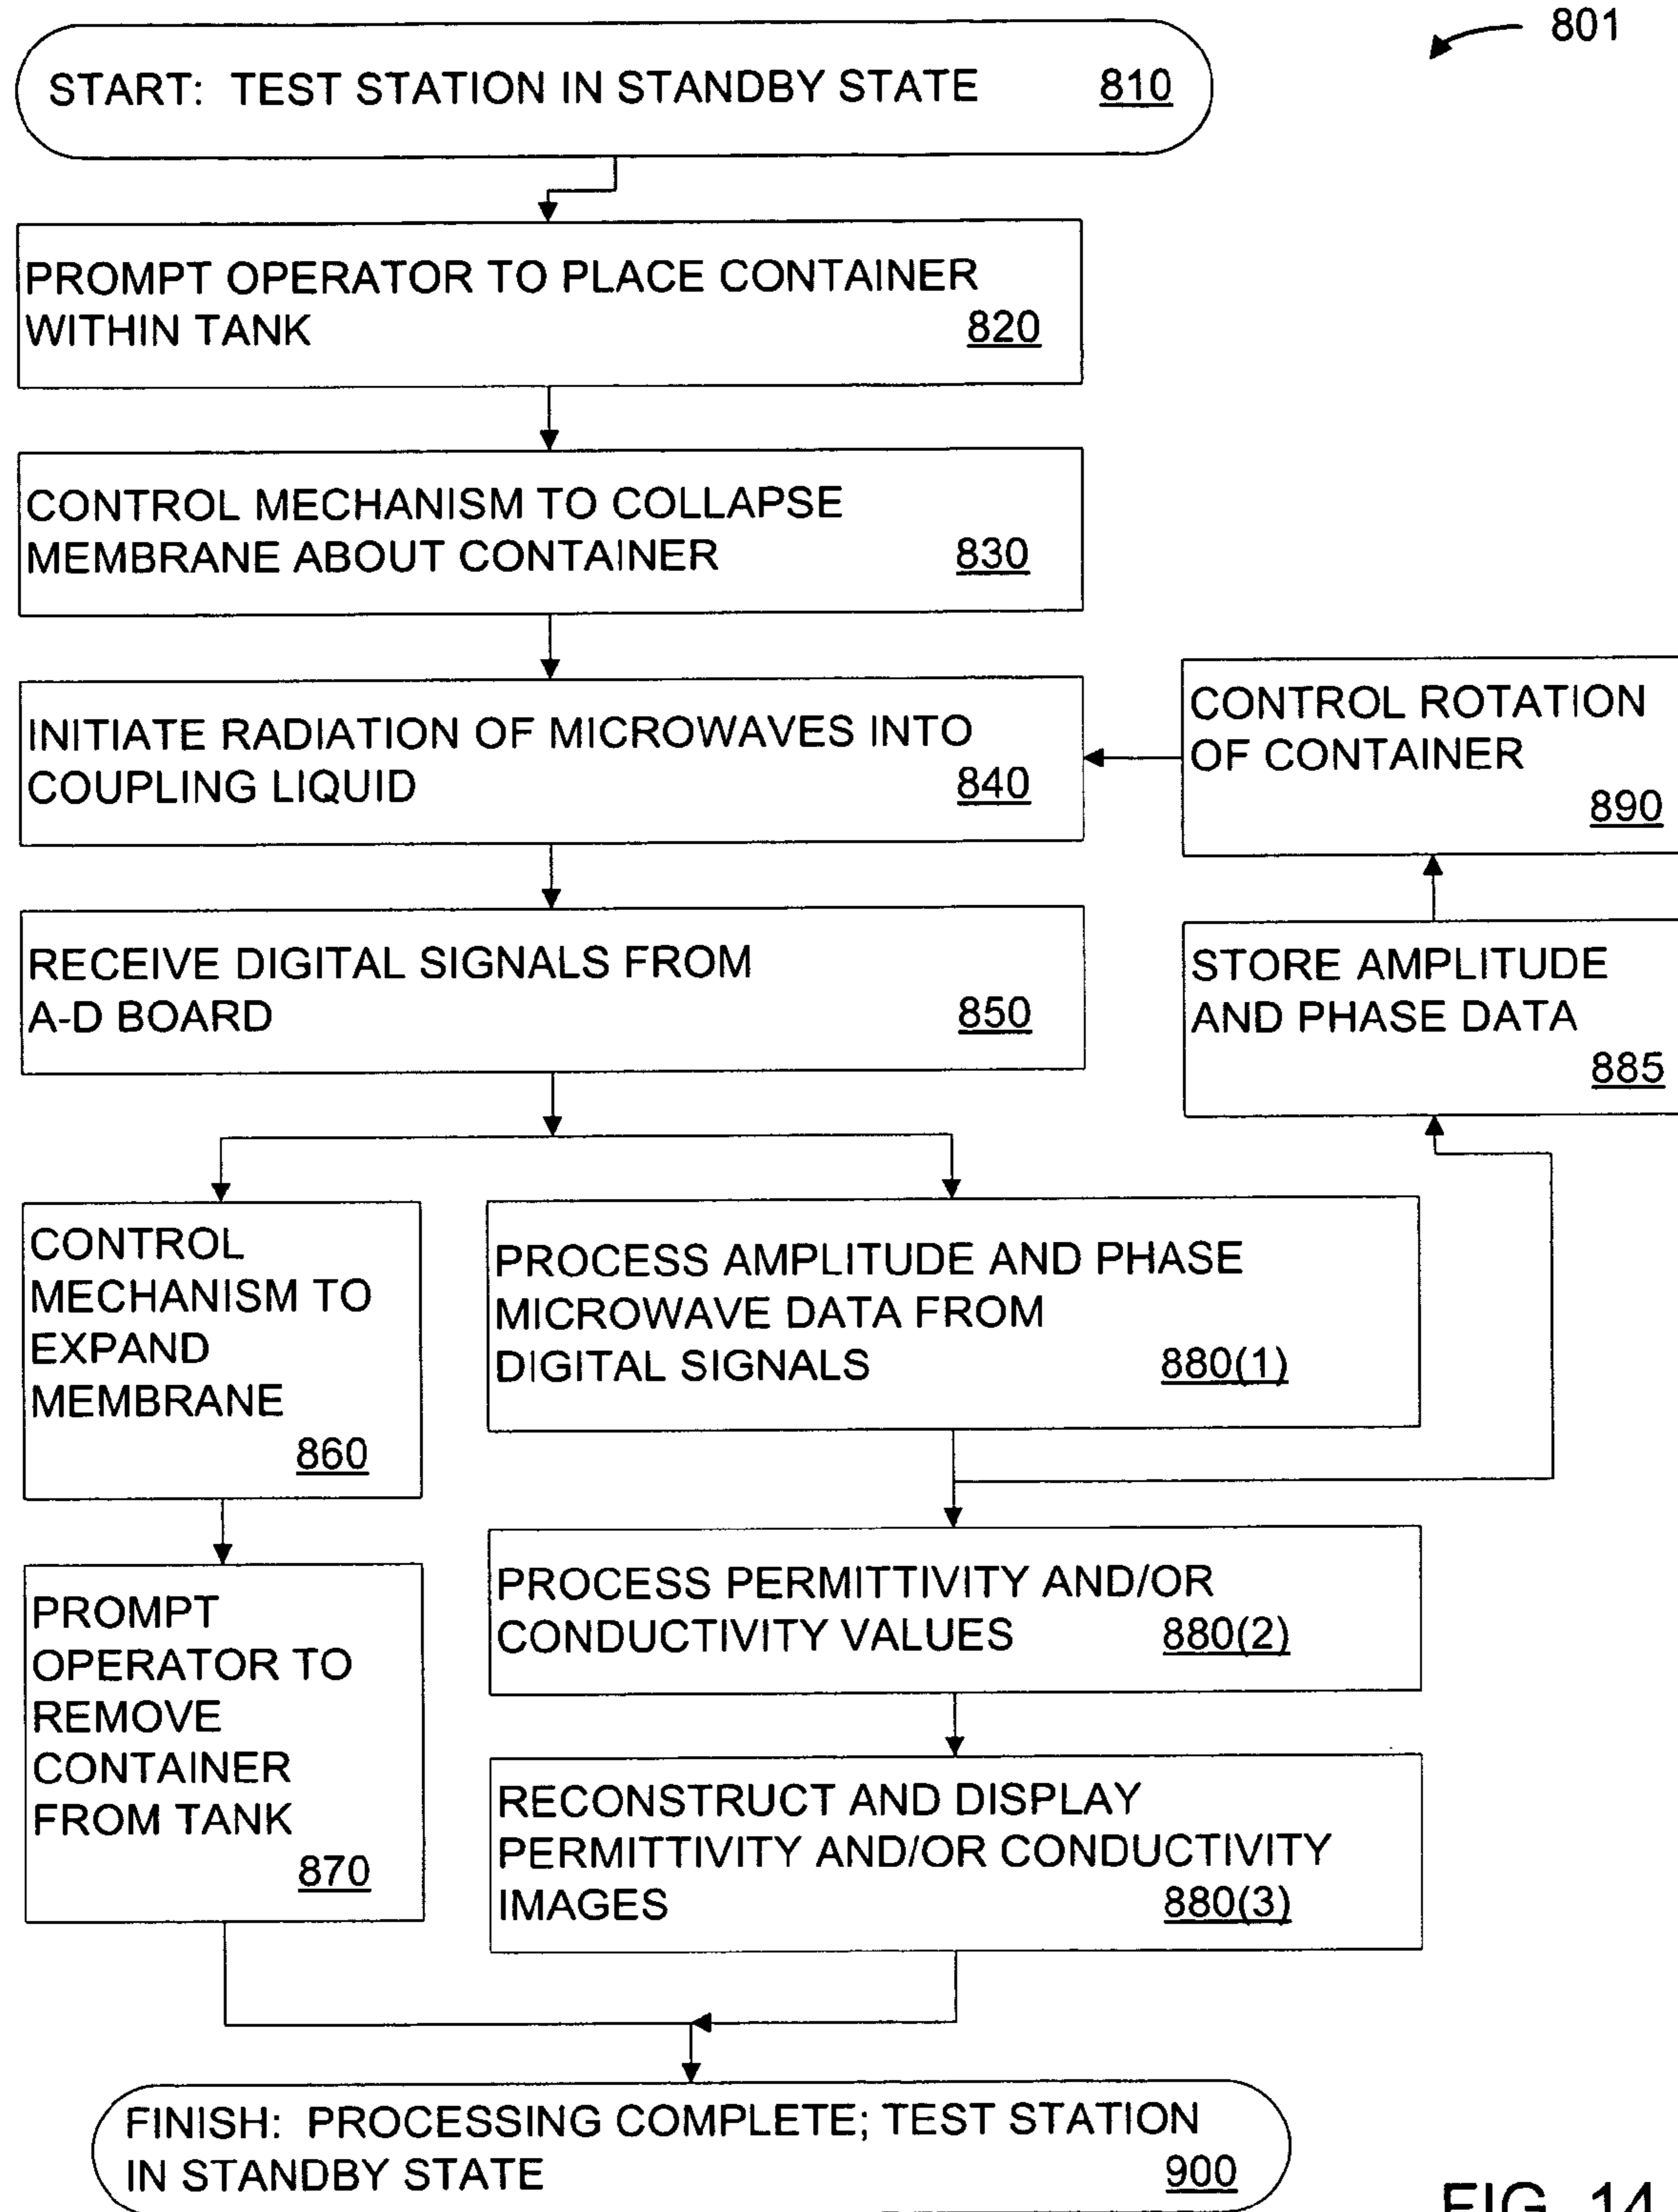 801
START: TEST STATION IN STANDBY STATE 810
PROMPT OPERATOR TO PLACE CONTAINER
WITHIN TANK 820
CONTROL MECHANISM TO COLLAPSE
MEMBRANE ABOUT CONTAINER 830
INITIATE RADIATION OF MICROWAVES INTO
COUPLING LIQUID 840
CONTROL ROTATION
OF CONTAINER
890
RECEIVE DIGITAL SIGNALS FROM
A-D BOARD 850
STORE AMPLITUDE
AND PHASE DATA
885
CONTROL
MECHANISM TO
EXPAND
MEMBRANE
860
PROCESS AMPLITUDE AND PHASE
MICROWAVE DATA FROM
DIGITAL SIGNALS 880(1)
PROMPT
OPERATOR TO
REMOVE
CONTAINER
FROM TANK
870
PROCESS PERMITTIVITY AND/OR
CONDUCTIVITY VALUES 880(2)
RECONSTRUCT AND DISPLAY
PERMITTIVITY AND/OR CONDUCTIVITY
IMAGES 880(3)
FINISH: PROCESSING COMPLETE; TEST STATION
IN STANDBY STATE 900
FIG. 14